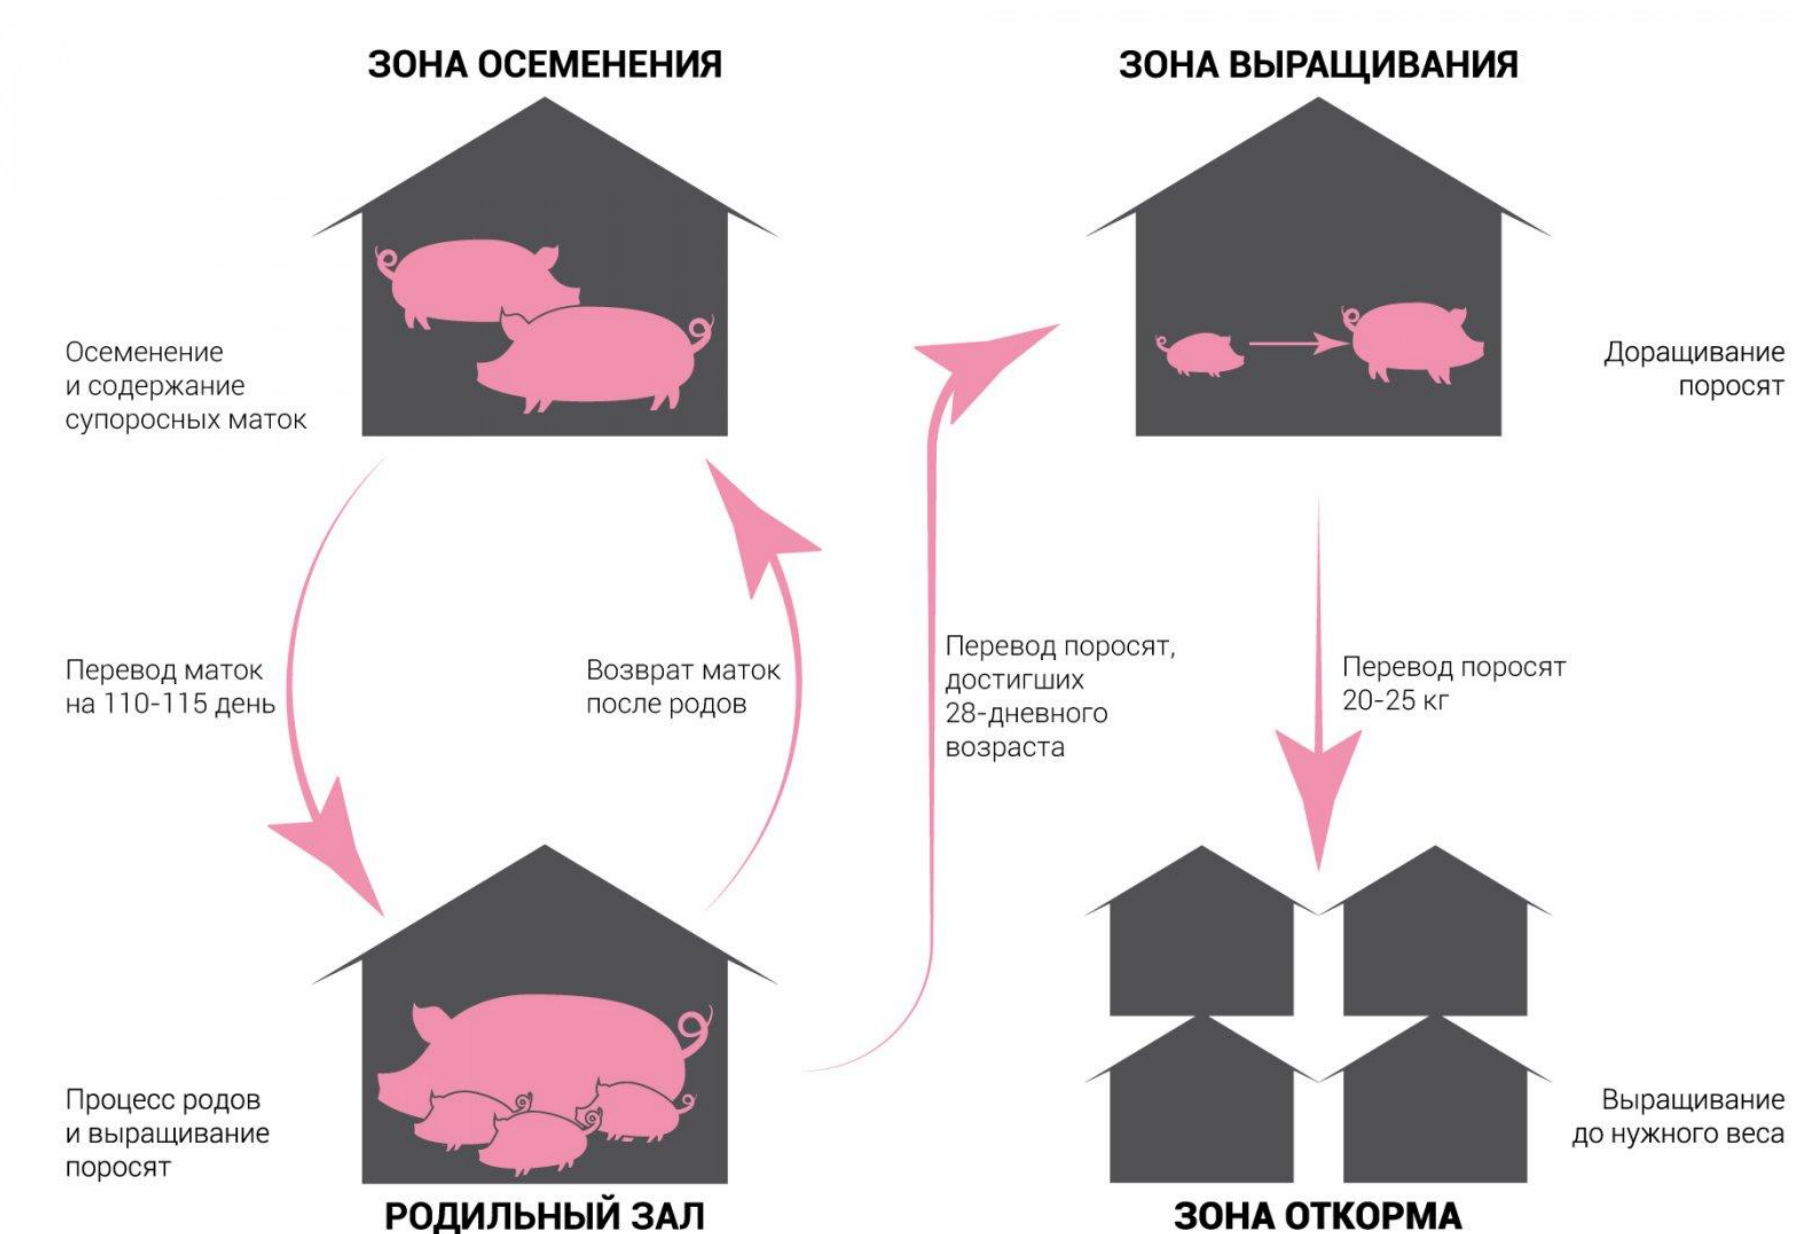 ЗОНА ОСЕМЕНЕНИЯ
Осеменение
и содержание
супоросных маток
Перевод маток
на 110-115 день
Возврат маток
после родов
Процесс родов
и выращивание
поросят
РОДИЛЬНЫЙ ЗАЛ
Перевод поросят,
достигших
28-дневного
возраста
ЗОНА ВЫРАЩИВАНИЯ
Доращивание
поросят
Перевод поросят
20-25 кг
Выращивание
до нужного веса
ЗОНА ОТКОРМА